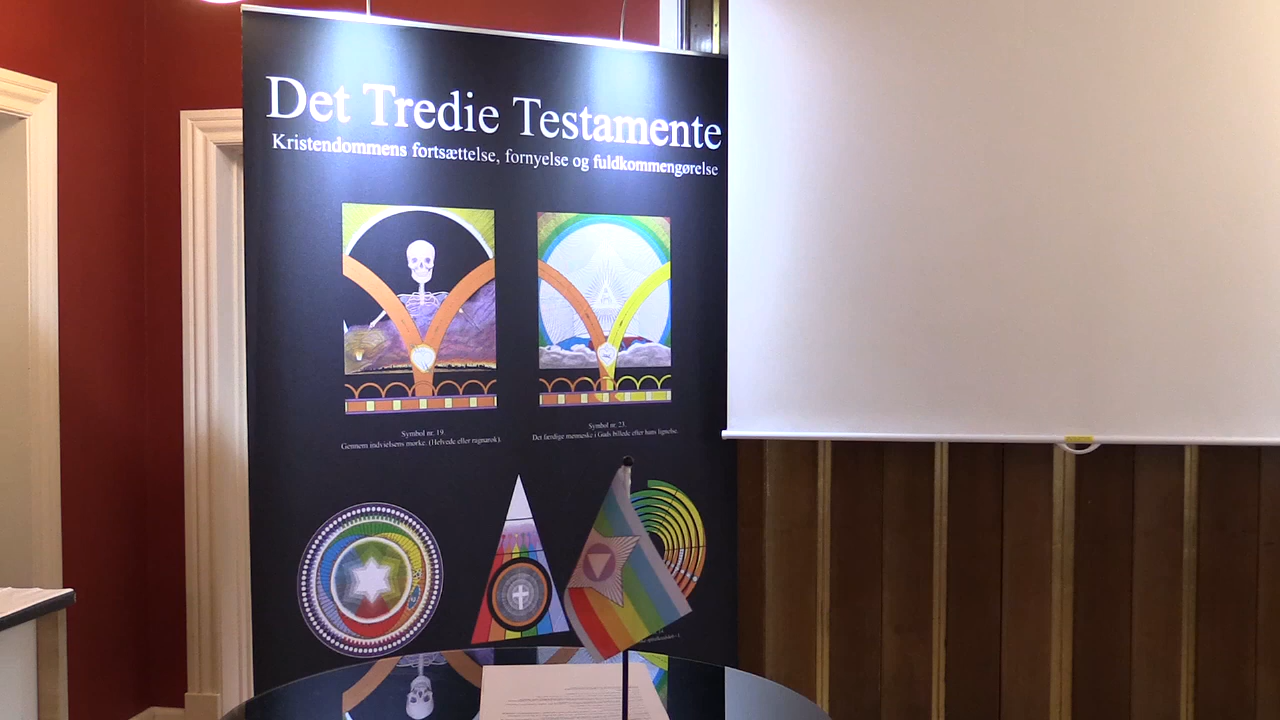 Det Tredie Testamente
Kristendommens fortsættelse, fornyelse og fuldkommengørelse
Symbol nr. 19.
Gennem indvielsens mørke. (Helvede eller ragnarok).
Symbol nr. 23.
Det færdige menneske i Guds billede efter hans lignelse.